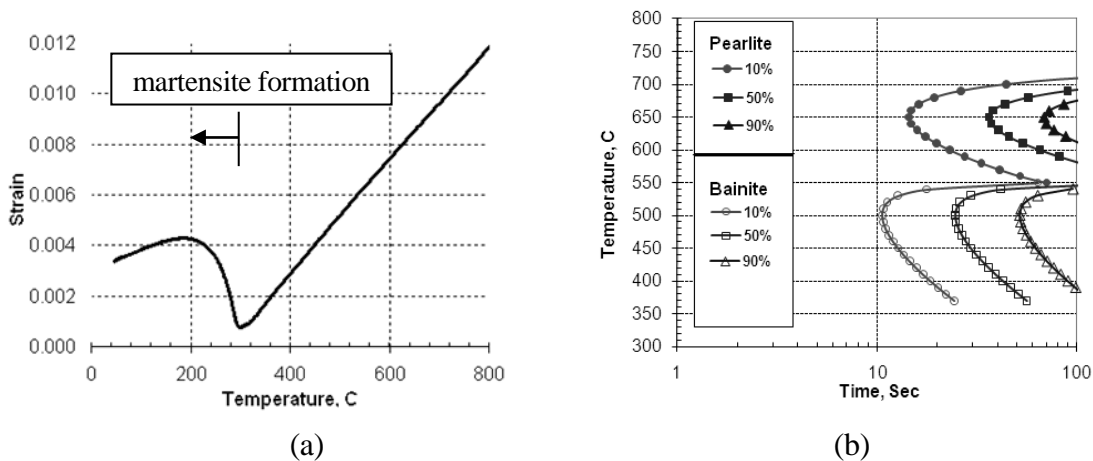 0.012
0.010
0.008
0.006
0.004
0.002
0.000
Strain
martensite formation
0 200 400 600 800
Temperature, C
(a)
800
750
700
650
600
550
500
450
400
350
300
Temperature, C
Pearlite
10%
50%
90%
Bainite
10%
50%
90%
1 10 100
Time, Sec
(b)